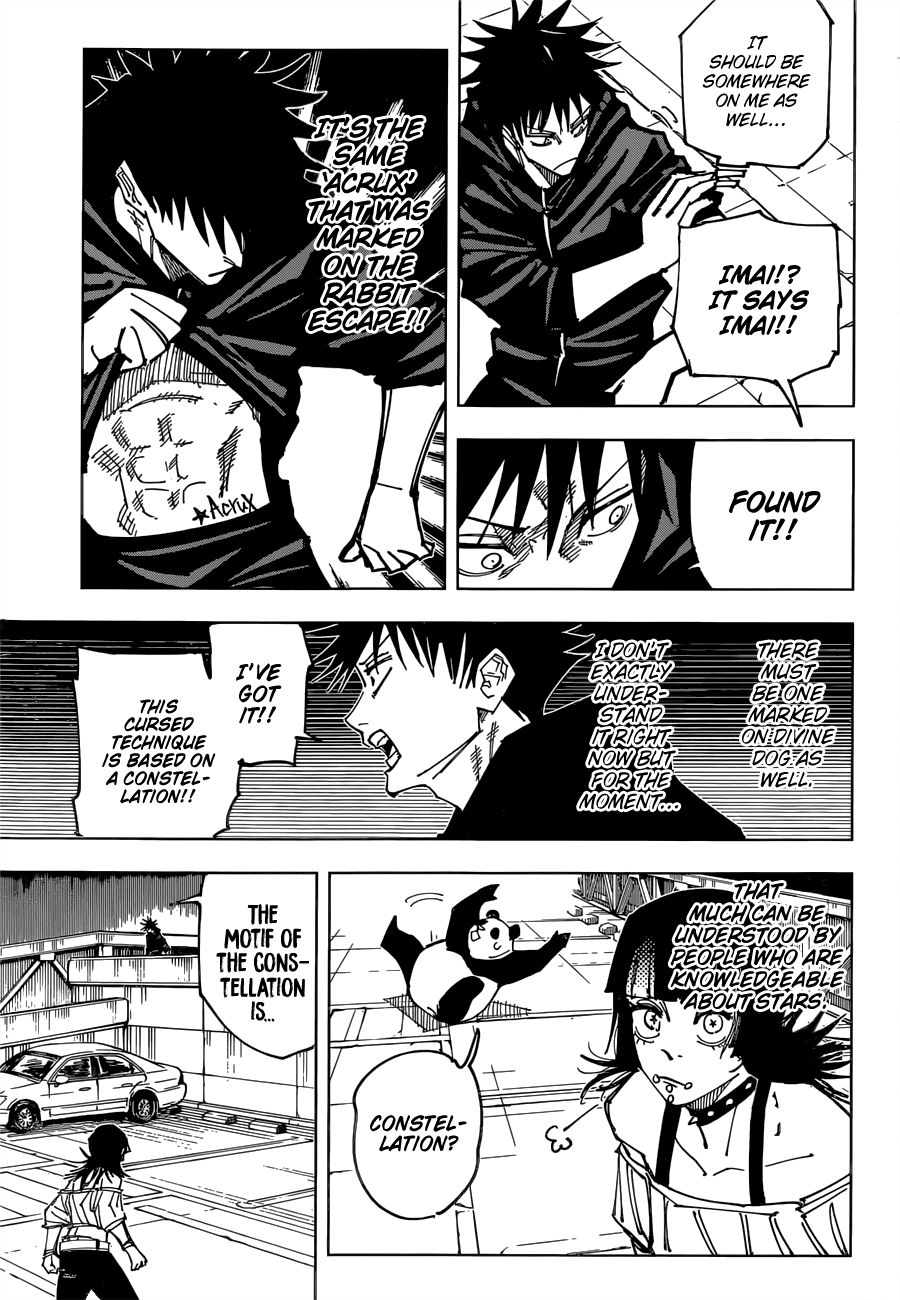 IT
SHOULD BE
SOMEWHERE
ON ME AS
WELL...
IMAI!?
IT SAYS
IMAI!!
IT'S THE
SAME
'ACRUX'
THAT WAS
MARKED
ON THE
RABBIT
ESCAPE!!
★Acrux
FOUND
IT!!
THERE
MUST
BE ONE
MARKED
ON DIVINE
DOG AS
WELL.
I DON'T
EXACTLY
UNDER-
STAND
IT RIGHT
NOW BUT
FOR THE
MOMENT...
I'VE
GOT
IT!!
THIS
CURSED
TECHNIQUE
IS BASED ON
A CONSTEL-
LATION!!
THAT
MUCH CAN BE
UNDERSTOOD BY
PEOPLE WHO ARE
KNOWLEDGEABLE
ABOUT STARS.
CONSTEL-
LATION?
THE
MOTIF OF
THE CONS-
TELLATION
IS...